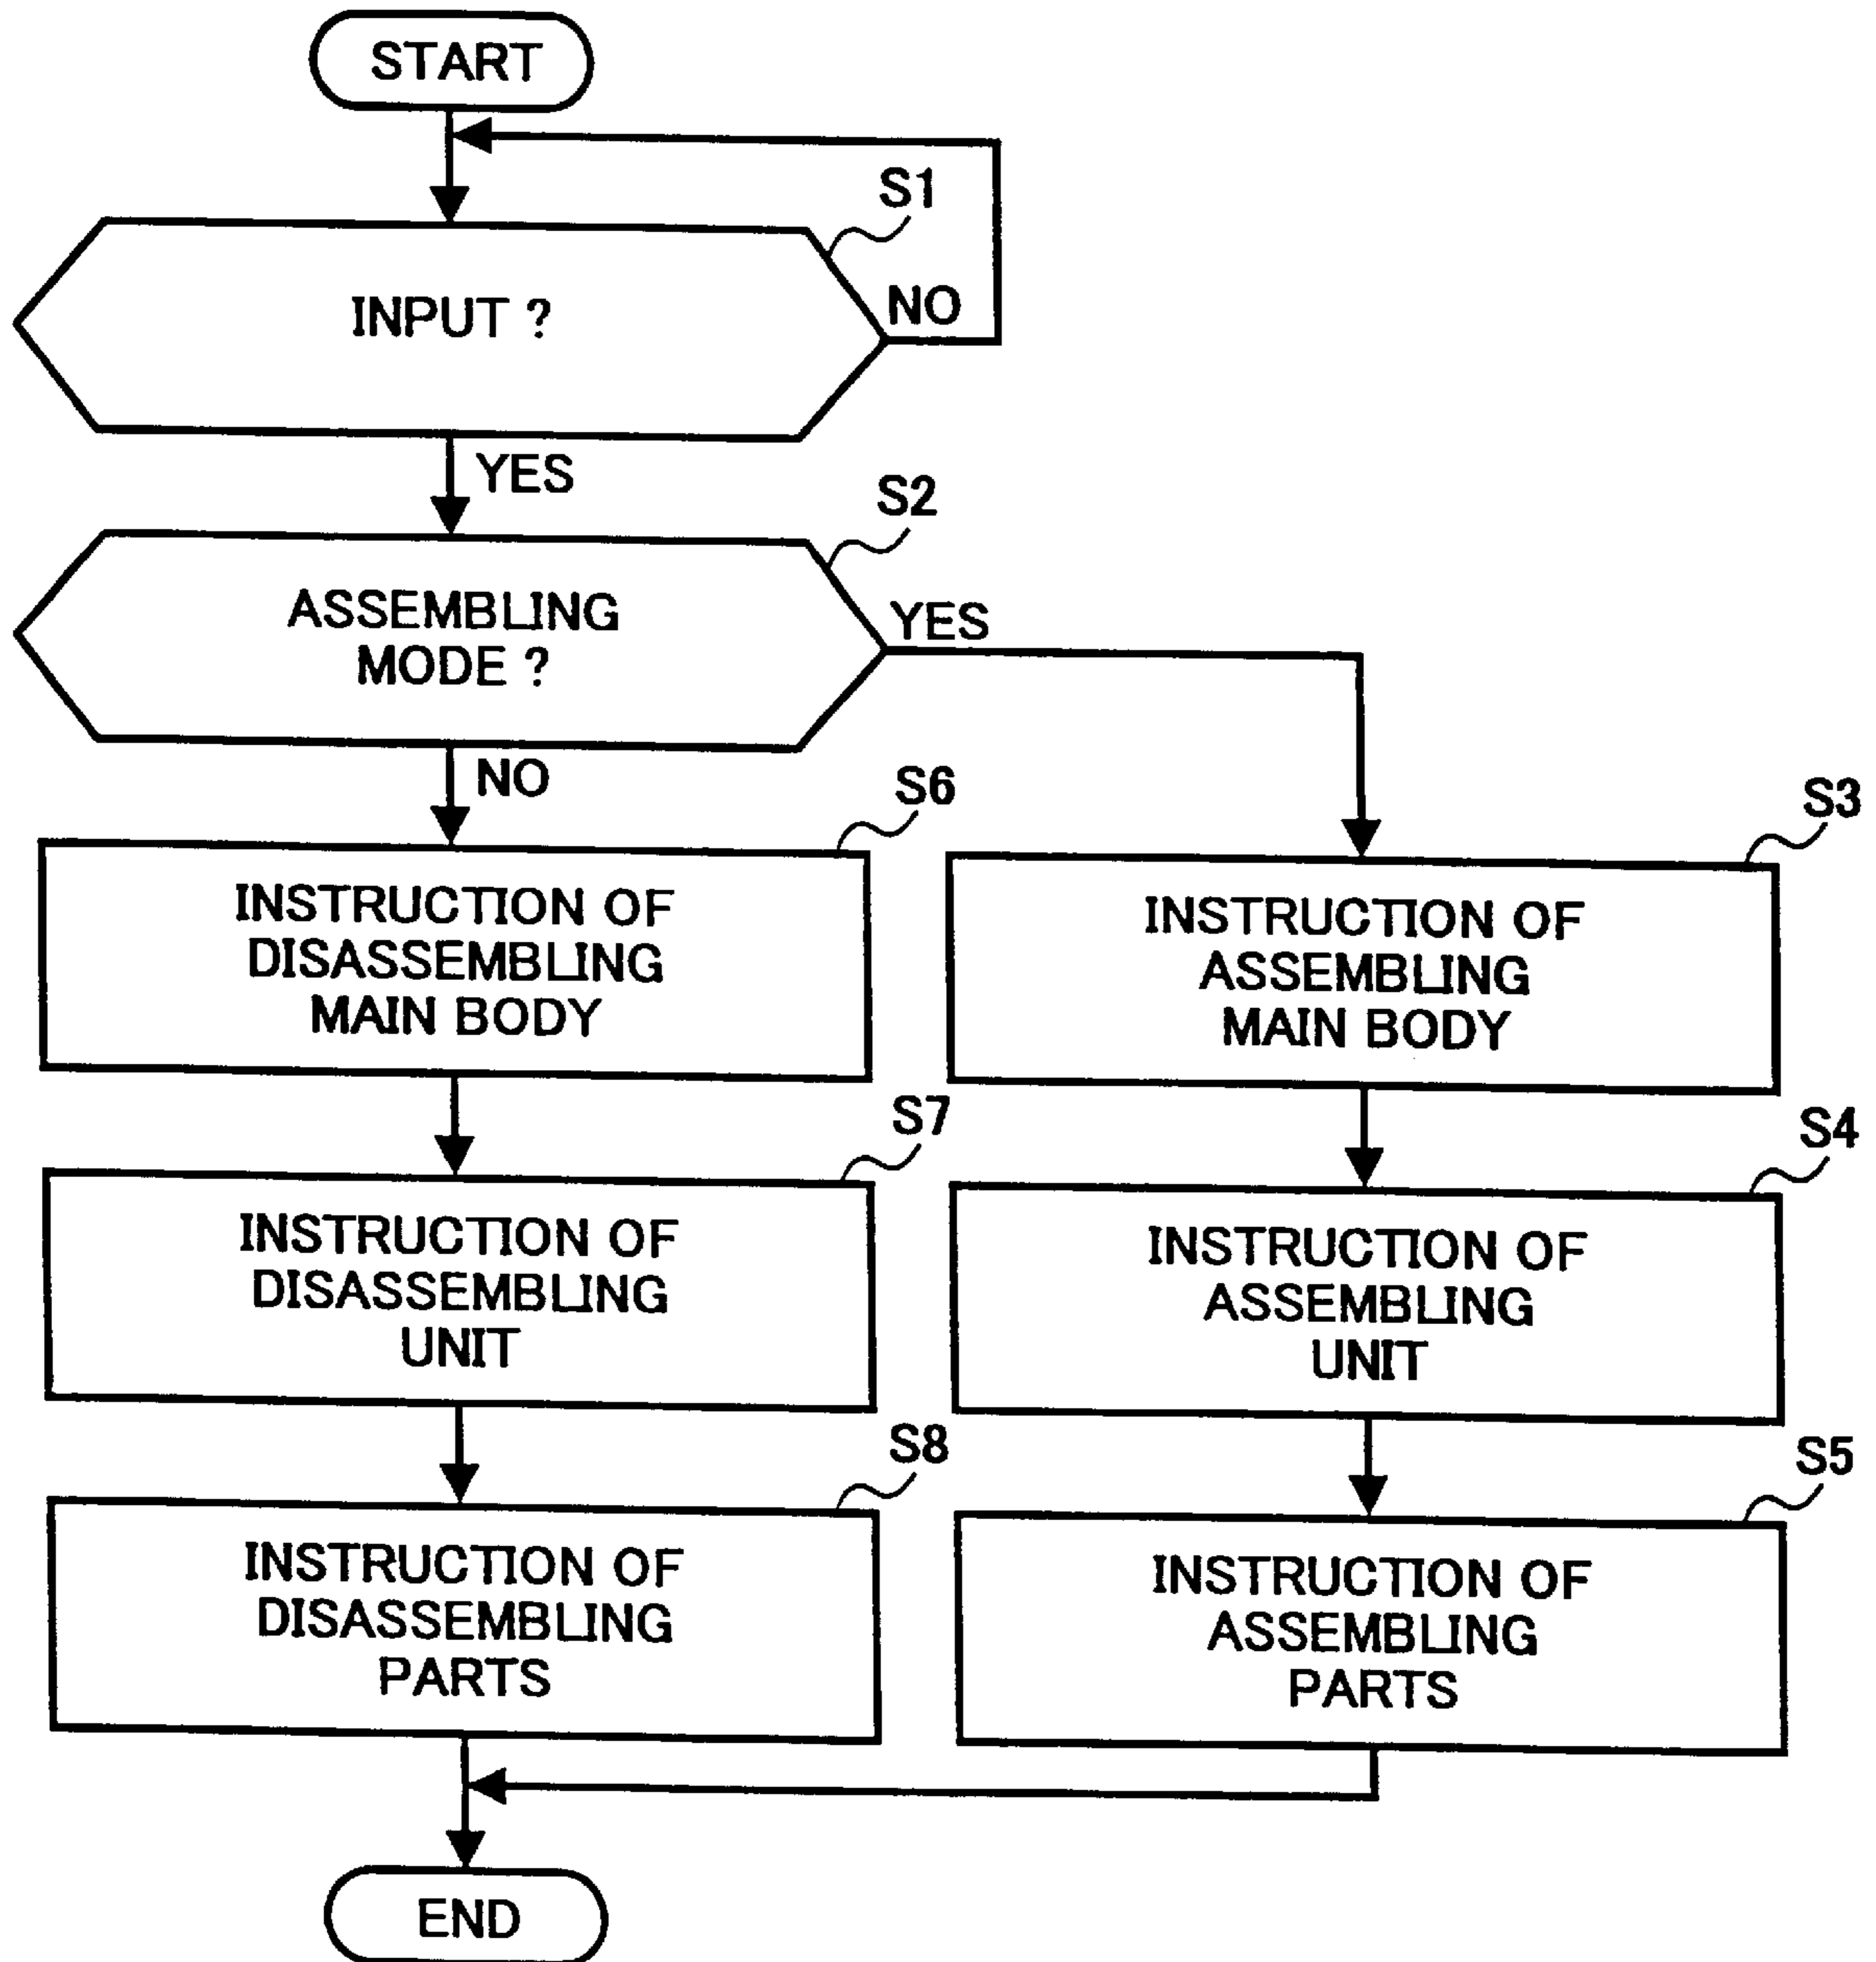 START
S1
INPUT ?
NO
YES
S2
ASSEMBLING
MODE ?
YES
NO
S6
INSTRUCTION OF
DISASSEMBLING
MAIN BODY
S3
INSTRUCTION OF
ASSEMBLING
MAIN BODY
S7
INSTRUCTION OF
DISASSEMBLING
UNIT
S4
INSTRUCTION OF
ASSEMBLING
UNIT
S8
INSTRUCTION OF
DISASSEMBLING
PARTS
S5
INSTRUCTION OF
ASSEMBLING
PARTS
END